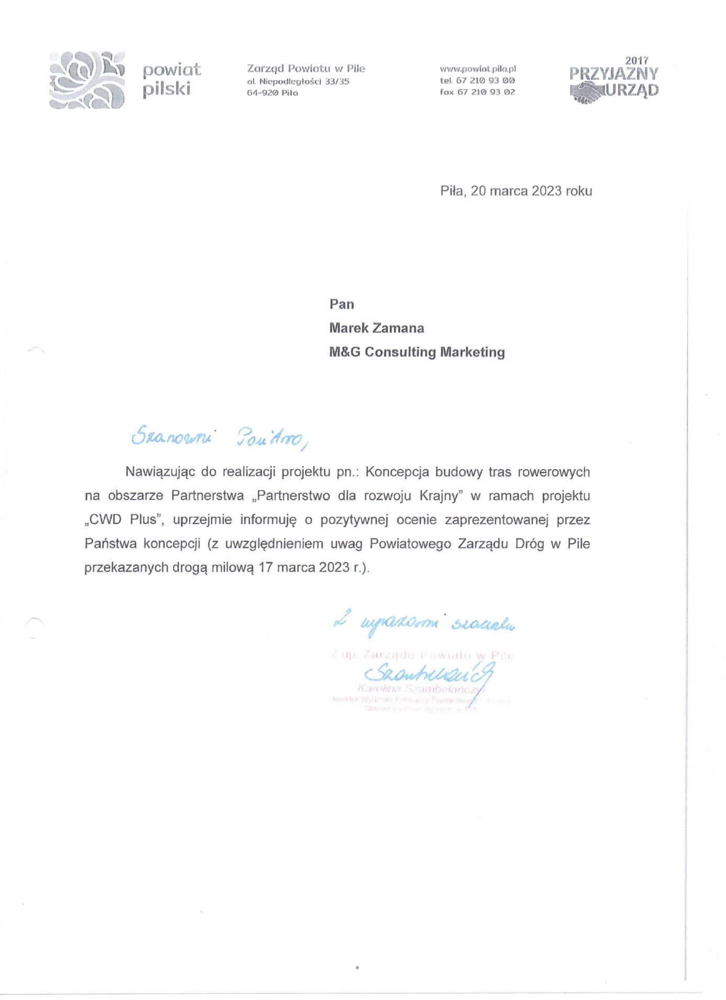 powiat
pilski
Zarząd Powiatu w Pile
al. Niepodległości 33/35
64-920 Piła
www.powiat.pila.pl
tel. 67 210 93 00
fax 67 210 93 02
2017
PRZYJAZNY
URZĄD
Piła, 20 marca 2023 roku
Pan
Marek Zamana
M&G Consulting Marketing
Szanowni Państwo,
Nawiązując do realizacji projektu pn.: Koncepcja budowy tras rowerowych
na obszarze Partnerstwa „Partnerstwo dla rozwoju Krajny” w ramach projektu
„CWD Plus”, uprzejmie informuję o pozytywnej ocenie zaprezentowanej przez
Państwa koncepcji (z uwzględnieniem uwag Powiatowego Zarządu Dróg w Pile
przekazanych drogą milową 17 marca 2023 r.).
Z wyrazami szacunku
Z up. Zarządu Powiatu w Pile
Karolina Szambelańczyk
Dyrektor Wydziału Funduszy Pomocowych
Starostwa Powiatowego w Pile